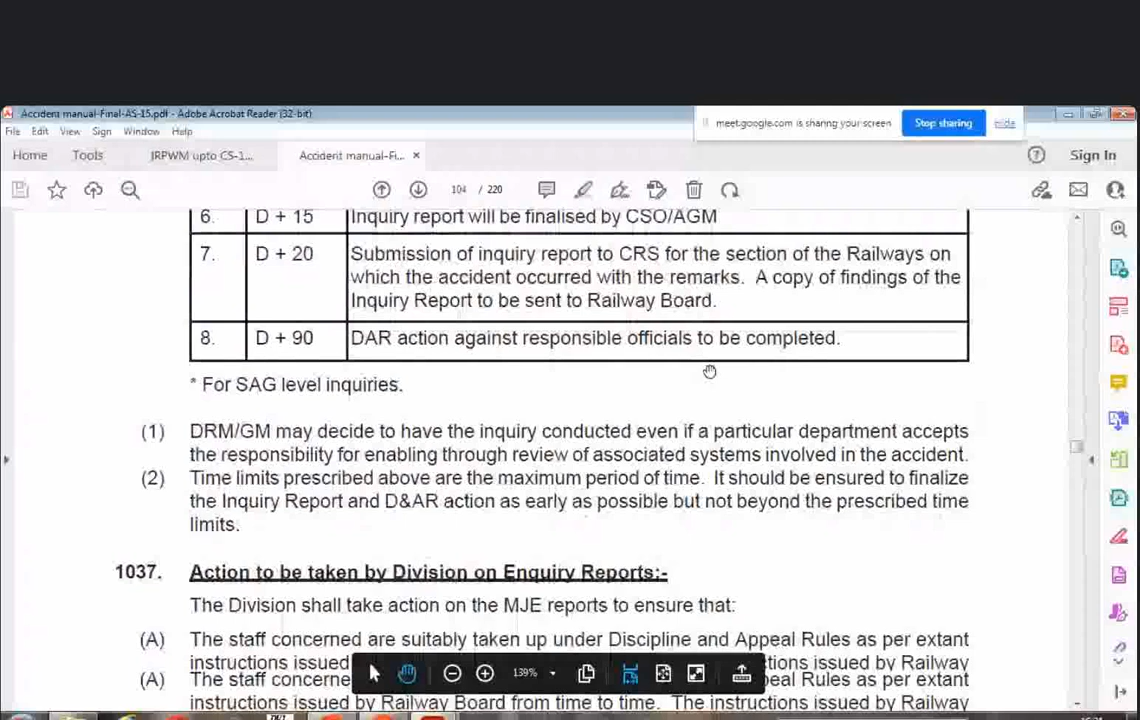 Accident manual-Final-AS-15.pdf - Adobe Acrobat Reader (32-bit)
meet.google.com is sharing your screen Stop sharing Hide
File Edit View Sign Window Help
Home Tools IRPWM upto CS-1... Accident manual-Fi... × Sign In
104 / 220
6. D + 15 Inquiry report will be finalised by CSO/AGM
7. D + 20 Submission of inquiry report to CRS for the section of the Railways on
which the accident occurred with the remarks. A copy of findings of the
Inquiry Report to be sent to Railway Board.
8. D + 90 DAR action against responsible officials to be completed.
* For SAG level inquiries.
(1) DRM/GM may decide to have the inquiry conducted even if a particular department accepts
the responsibility for enabling through review of associated systems involved in the accident.
(2) Time limits prescribed above are the maximum period of time. It should be ensured to finalize
the Inquiry Report and D&AR action as early as possible but not beyond the prescribed time
limits.
1037. Action to be taken by Division on Enquiry Reports:-
The Division shall take action on the MJE reports to ensure that:
(A) The staff concerned are suitably taken up under Discipline and Appeal Rules as per extant
instructions issued ctions issued by Railway
(A) The staff concerne peal Rules as per extant
139%
instructions issued by Railway Board from time to time. The instructions issued by Railway